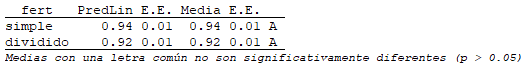 fert PredLin E.E. Media E.E.
simple 0.94 0.01 0.94 0.01 A
dividido 0.92 0.01 0.92 0.01 A
Medias con una letra común no son significativamente diferentes (p > 0.05)